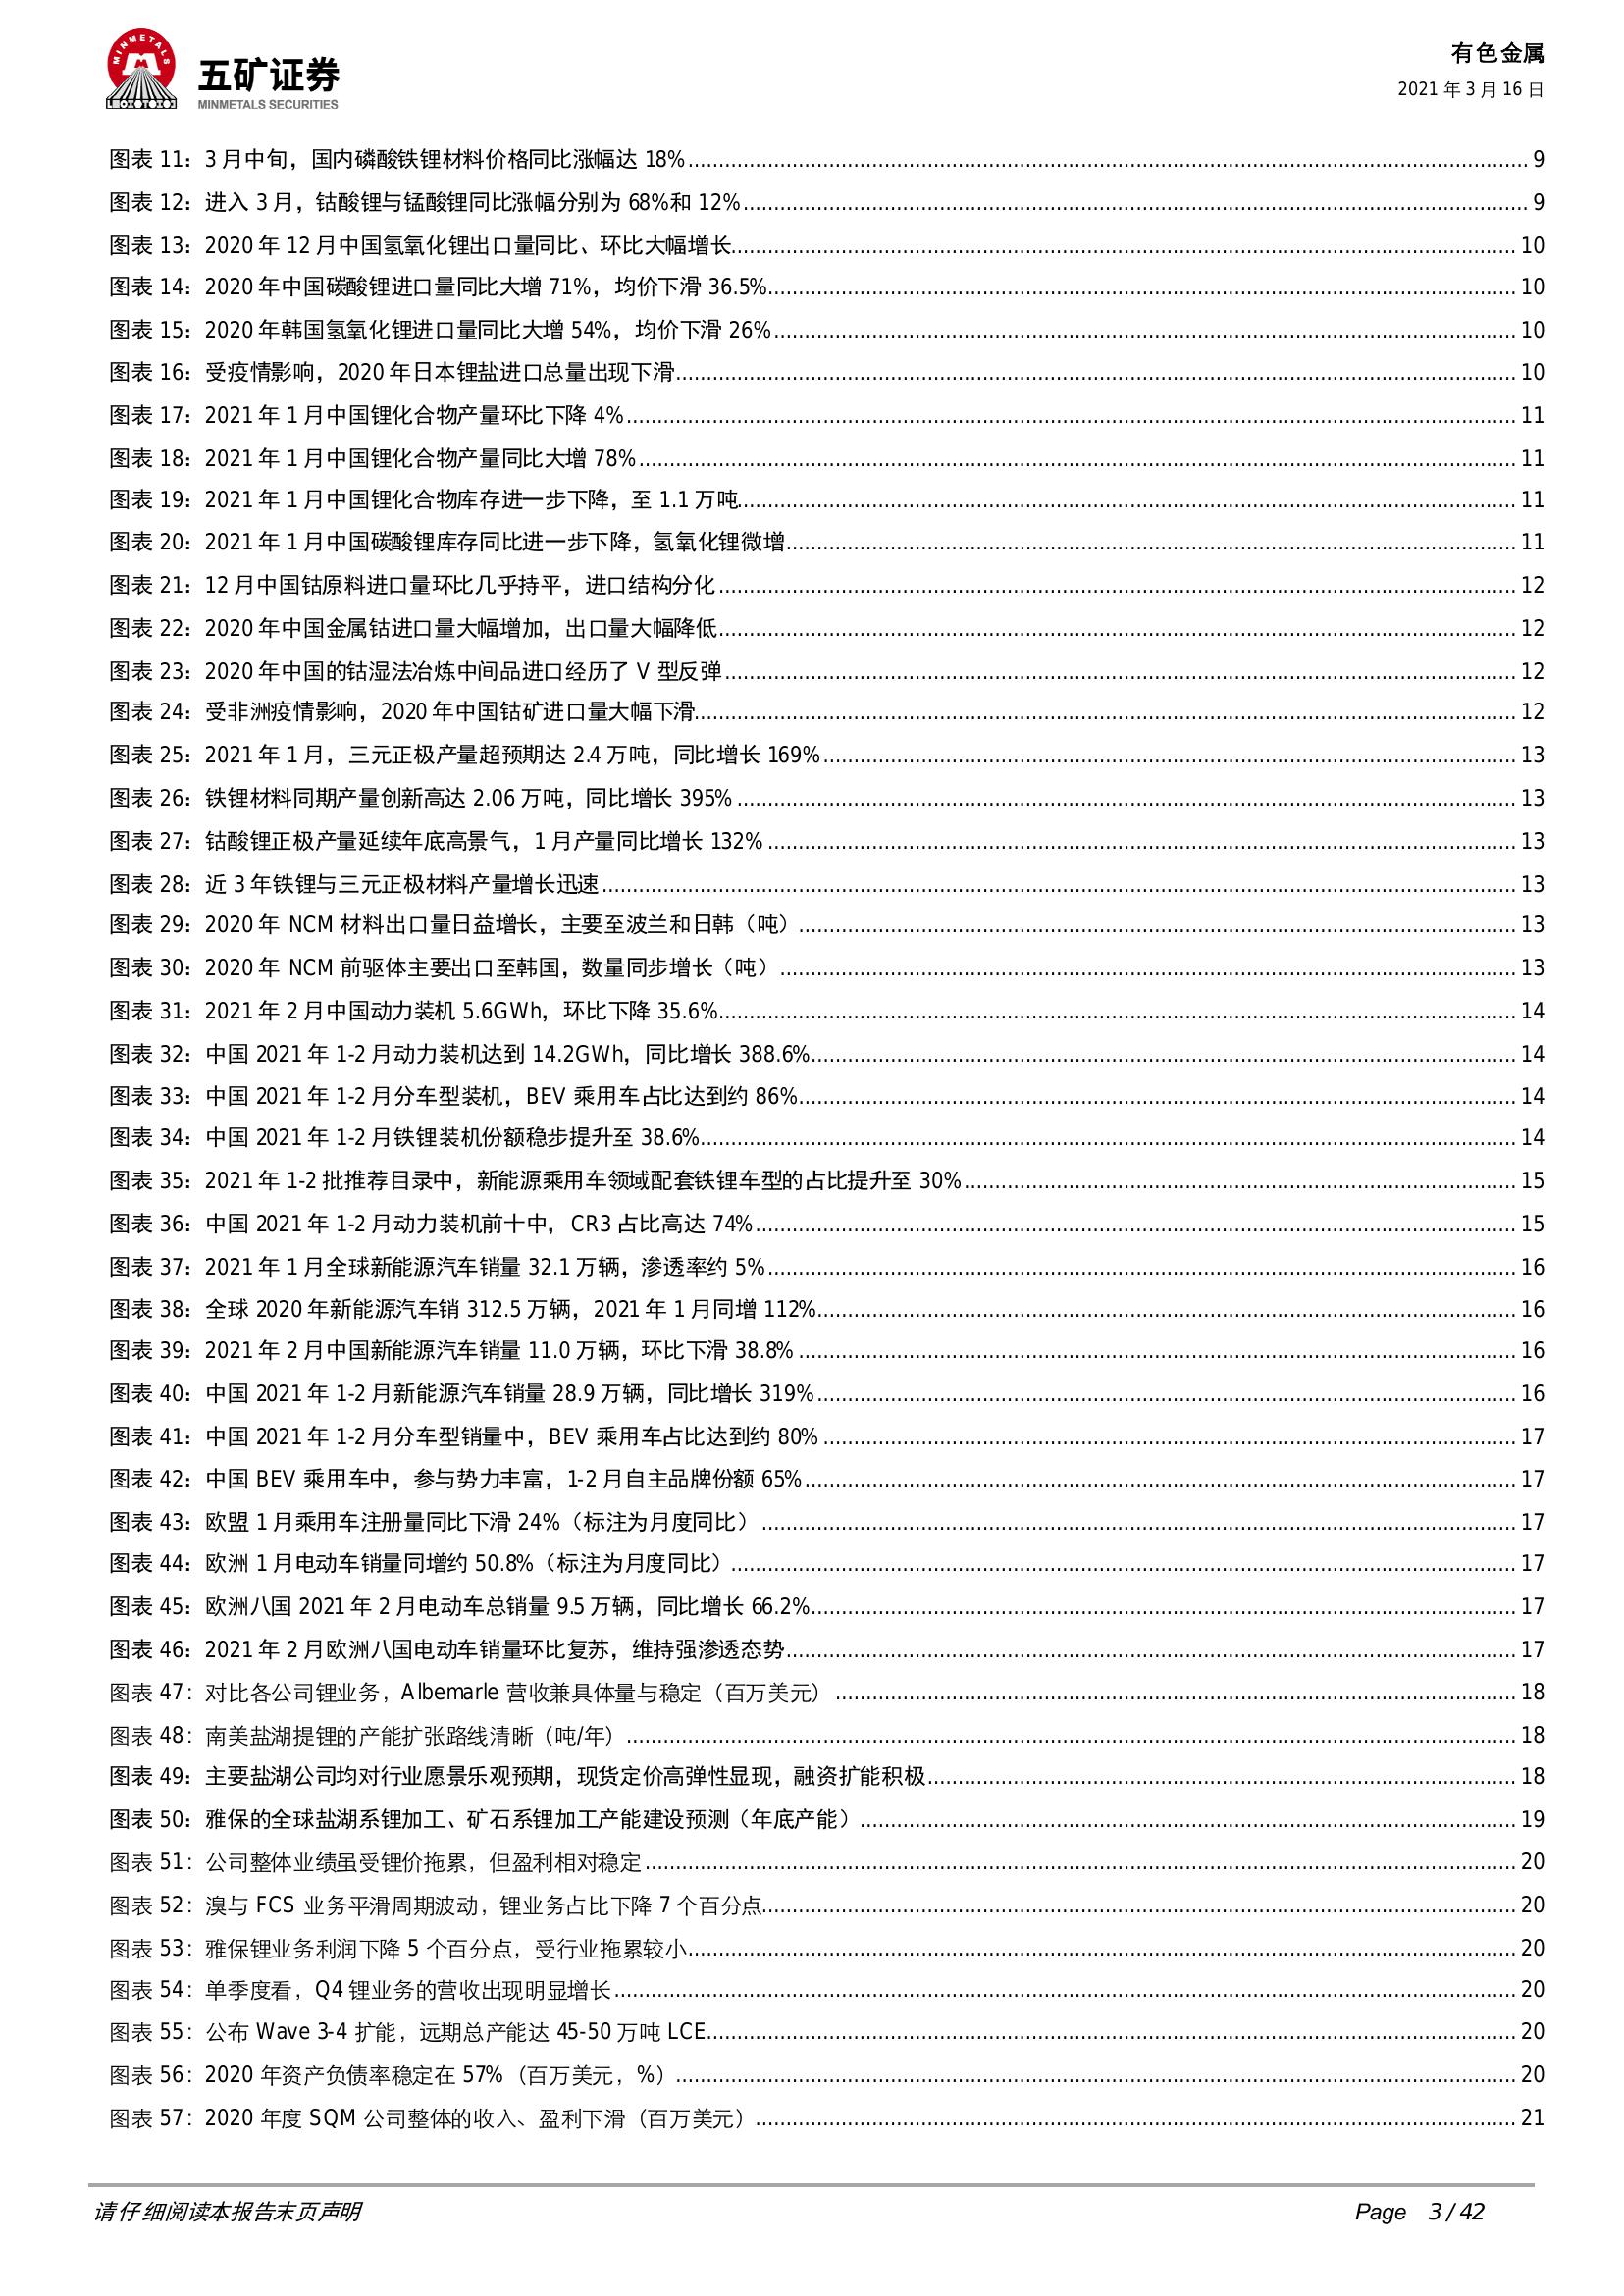 MINMETALS
五矿证券
MINMETALS SECURITIES
有色金属
2021 年 3 月 16 日
图表 11：3 月中旬，国内磷酸铁锂材料价格同比涨幅达 18% 9
图表 12：进入 3 月，钴酸锂与锰酸锂同比涨幅分别为 68%和 12% 9
图表 13：2020 年 12 月中国氢氧化锂出口量同比、环比大幅增长 10
图表 14：2020 年中国碳酸锂进口量同比大增 71%，均价下滑 36.5% 10
图表 15：2020 年韩国氢氧化锂进口量同比大增 54%，均价下滑 26% 10
图表 16：受疫情影响，2020 年日本锂盐进口总量出现下滑 10
图表 17：2021 年 1 月中国锂化合物产量环比下降 4% 11
图表 18：2021 年 1 月中国锂化合物产量同比大增 78% 11
图表 19：2021 年 1 月中国锂化合物库存进一步下降，至 1.1 万吨 11
图表 20：2021 年 1 月中国碳酸锂库存同比进一步下降，氢氧化锂微增 11
图表 21：12 月中国钴原料进口量环比几乎持平，进口结构分化 12
图表 22：2020 年中国金属钴进口量大幅增加，出口量大幅降低 12
图表 23：2020 年中国的钴湿法冶炼中间品进口经历了 V 型反弹 12
图表 24：受非洲疫情影响，2020 年中国钴矿进口量大幅下滑 12
图表 25：2021 年 1 月，三元正极产量超预期达 2.4 万吨，同比增长 169% 13
图表 26：铁锂材料同期产量创新高达 2.06 万吨，同比增长 395% 13
图表 27：钴酸锂正极产量延续年底高景气，1 月产量同比增长 132% 13
图表 28：近 3 年铁锂与三元正极材料产量增长迅速 13
图表 29：2020 年 NCM 材料出口量日益增长，主要至波兰和日韩（吨） 13
图表 30：2020 年 NCM 前驱体主要出口至韩国，数量同步增长（吨） 13
图表 31：2021 年 2 月中国动力装机 5.6GWh，环比下降 35.6% 14
图表 32：中国 2021 年 1-2 月动力装机达到 14.2GWh，同比增长 388.6% 14
图表 33：中国 2021 年 1-2 月分车型装机，BEV 乘用车占比达到约 86% 14
图表 34：中国 2021 年 1-2 月铁锂装机份额稳步提升至 38.6% 14
图表 35：2021 年 1-2 批推荐目录中，新能源乘用车领域配套铁锂车型的占比提升至 30% 15
图表 36：中国 2021 年 1-2 月动力装机前十中，CR3 占比高达 74% 15
图表 37：2021 年 1 月全球新能源汽车销量 32.1 万辆，渗透率约 5% 16
图表 38：全球 2020 年新能源汽车销 312.5 万辆，2021 年 1 月同增 112% 16
图表 39：2021 年 2 月中国新能源汽车销量 11.0 万辆，环比下滑 38.8% 16
图表 40：中国 2021 年 1-2 月新能源汽车销量 28.9 万辆，同比增长 319% 16
图表 41：中国 2021 年 1-2 月分车型销量中，BEV 乘用车占比达到约 80% 17
图表 42：中国 BEV 乘用车中，参与势力丰富，1-2 月自主品牌份额 65% 17
图表 43：欧盟 1 月乘用车注册量同比下滑 24%（标注为月度同比） 17
图表 44：欧洲 1 月电动车销量同增约 50.8%（标注为月度同比） 17
图表 45：欧洲八国 2021 年 2 月电动车总销量 9.5 万辆，同比增长 66.2% 17
图表 46：2021 年 2 月欧洲八国电动车销量环比复苏，维持强渗透态势 17
图表 47：对比各公司锂业务，Albemarle 营收兼具体量与稳定（百万美元） 18
图表 48：南美盐湖提锂的产能扩张路线清晰（吨/年） 18
图表 49：主要盐湖公司均对行业愿景乐观预期，现货定价高弹性显现，融资扩能积极 18
图表 50：雅保的全球盐湖系锂加工、矿石系锂加工产能建设预测（年底产能） 19
图表 51：公司整体业绩虽受锂价拖累，但盈利相对稳定 20
图表 52：溴与 FCS 业务平滑周期波动，锂业务占比下降 7 个百分点 20
图表 53：雅保锂业务利润下降 5 个百分点，受行业拖累较小 20
图表 54：单季度看，Q4 锂业务的营收出现明显增长 20
图表 55：公布 Wave 3-4 扩能，远期总产能达 45-50 万吨 LCE 20
图表 56：2020 年资产负债率稳定在 57%（百万美元，%） 20
图表 57：2020 年度 SQM 公司整体的收入、盈利下滑（百万美元） 21
请仔细阅读本报告末页声明
Page 3 / 42